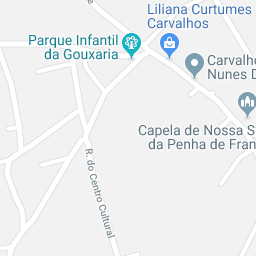 Liliana Curtumes
Carvalhos
Parque Infantil
da Gouxaria
Carvalho
Nunes D
Capela de Nossa S
da Penha de Fran
R. do Centro Cultural